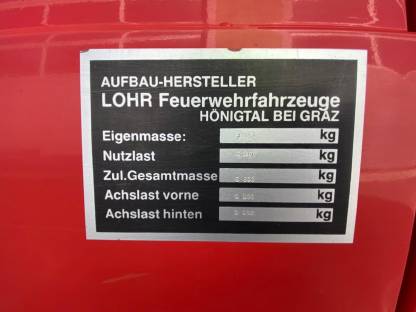 AUFBAU-HERSTELLER
LOHR Feuerwehrfahrzeuge
HÖNIGTAL BEI GRAZ
Eigenmasse: kg
Nutzlast kg
Zul.Gesamtmasse kg
Achslast vorne kg
Achslast hinten kg